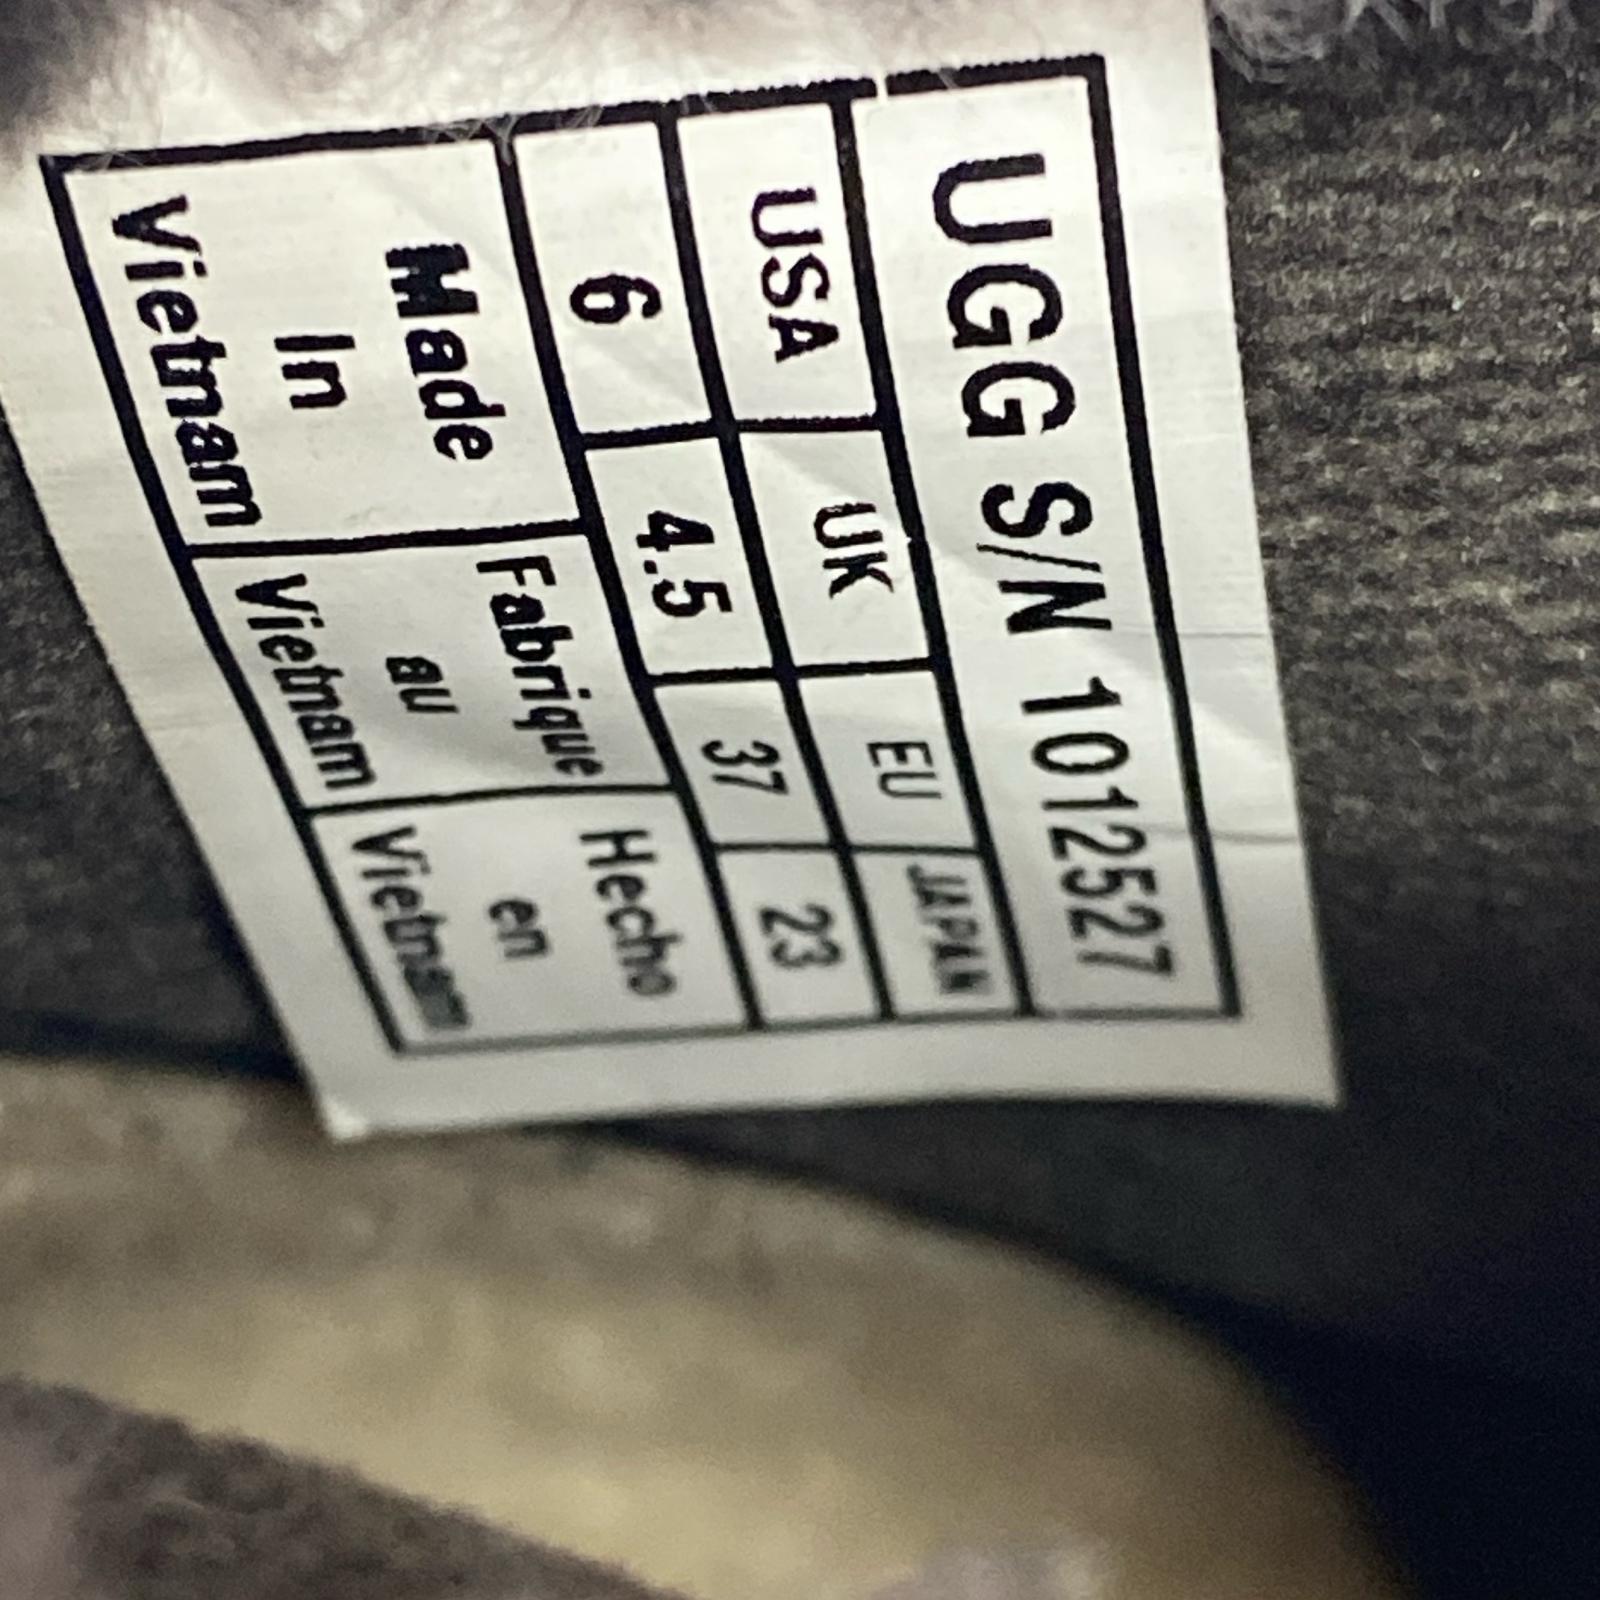 UGG S/N 1012527
USA UK EU JAPAN
6 4.5 37 23
Made In Vietnam
Fabrique au Vietnam
Hecho en Vietnam